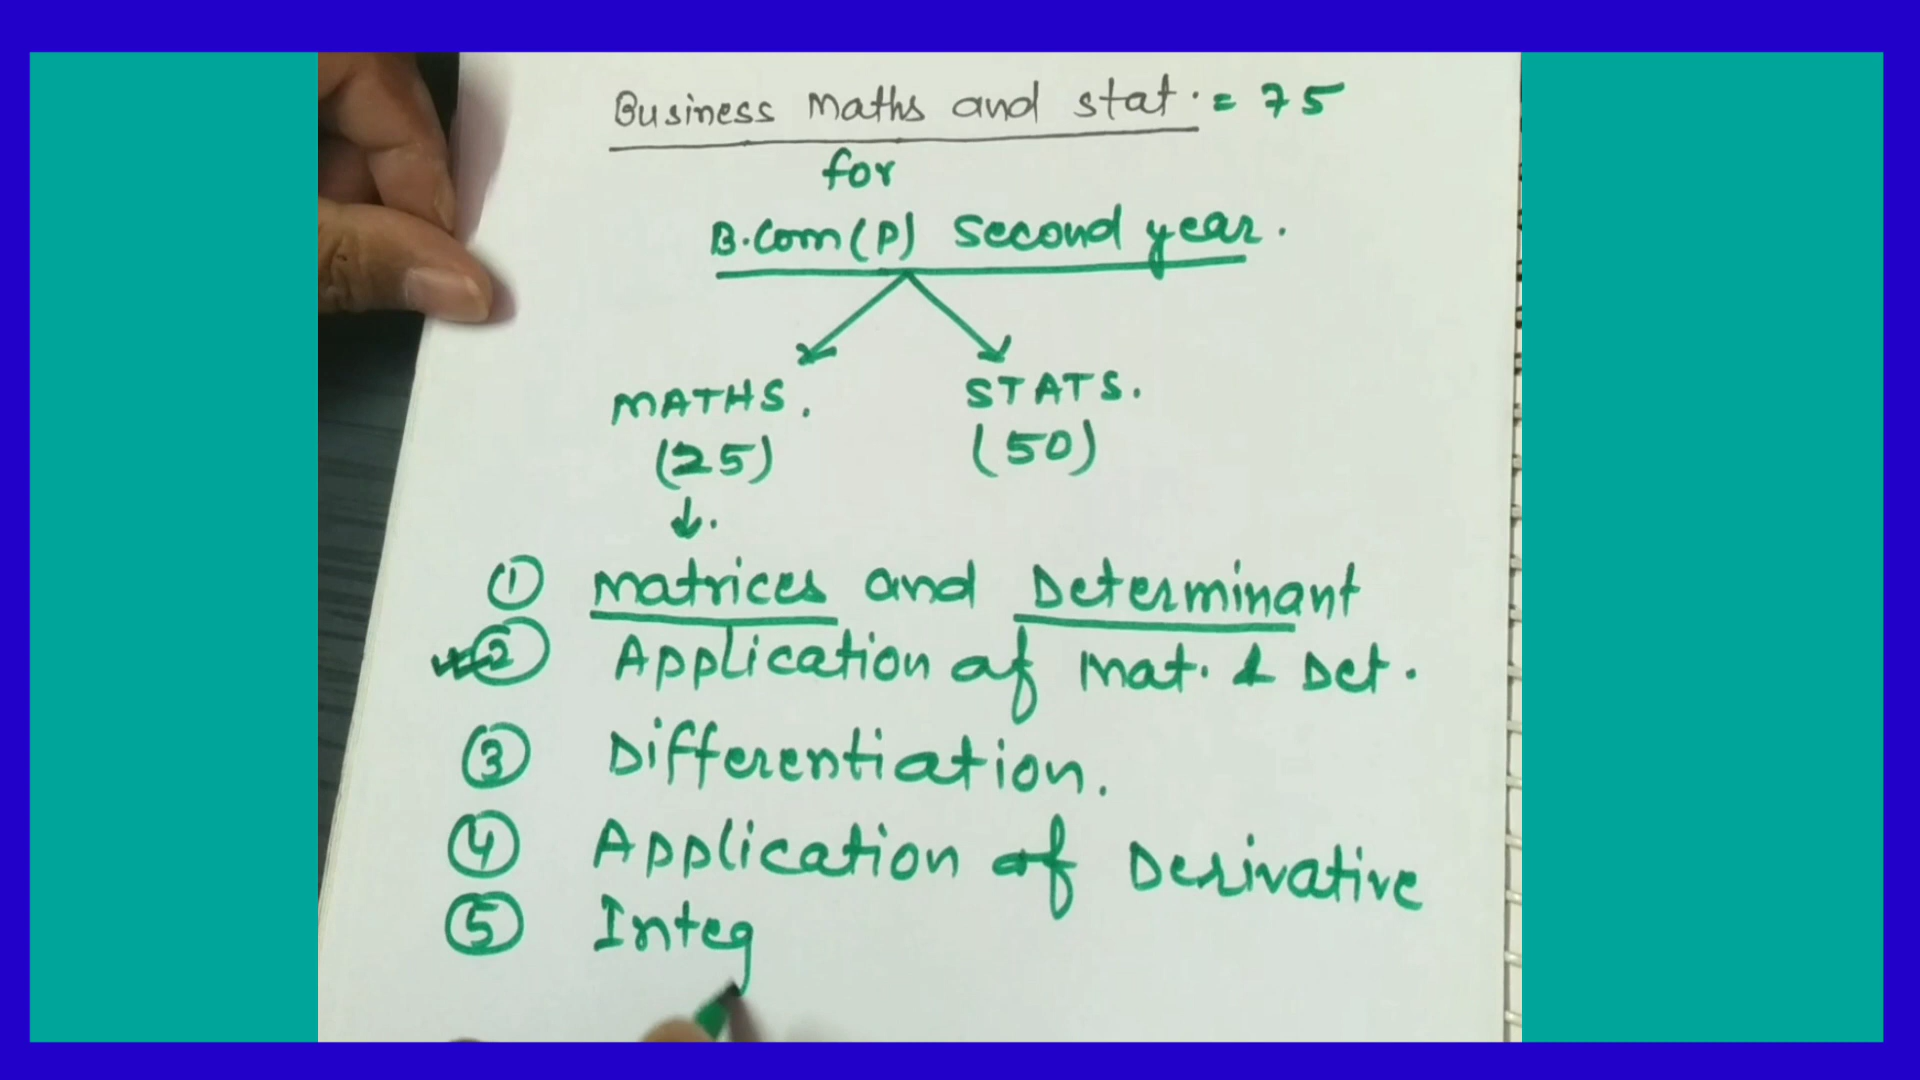 Business Maths and stat. = 75
for
B.Com(P) Second year.
MATHS. STATS.
(25) (50)
① Matrices and Determinant
② Application of Mat. & Det.
③ Differentiation.
④ Application of Derivative
⑤ Integ